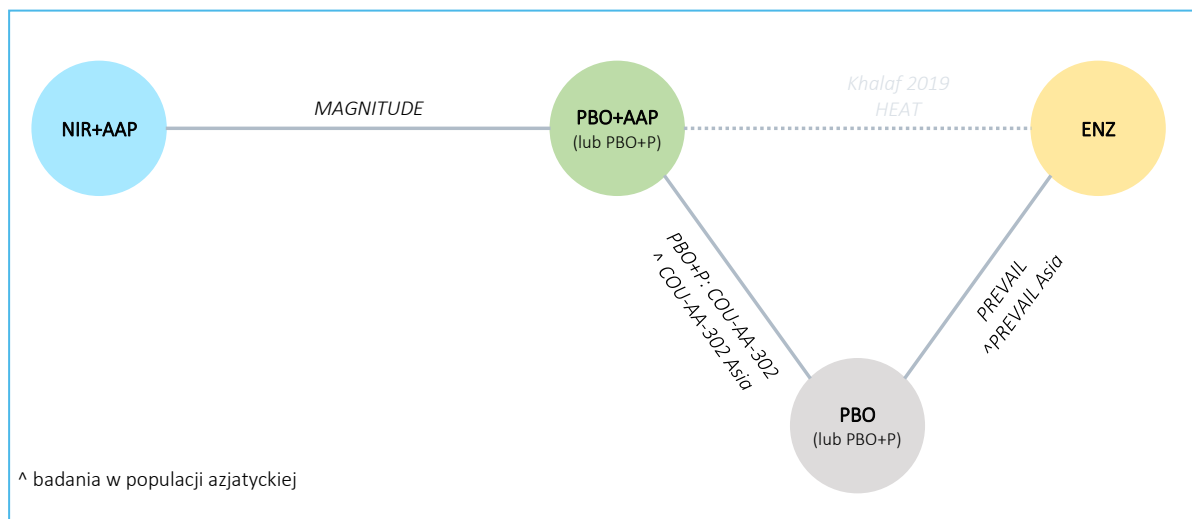 MAGNITUDE
NIR+AAP
PBO+AAP
(lub PBO+P)
Khalaf 2019
HEAT
ENZ
PBO+P: COU-AA-302
^ COU-AA-302 Asia
PREVAIL
^PREVAIL Asia
PBO
(lub PBO+P)
^ badania w populacji azjatyckiej